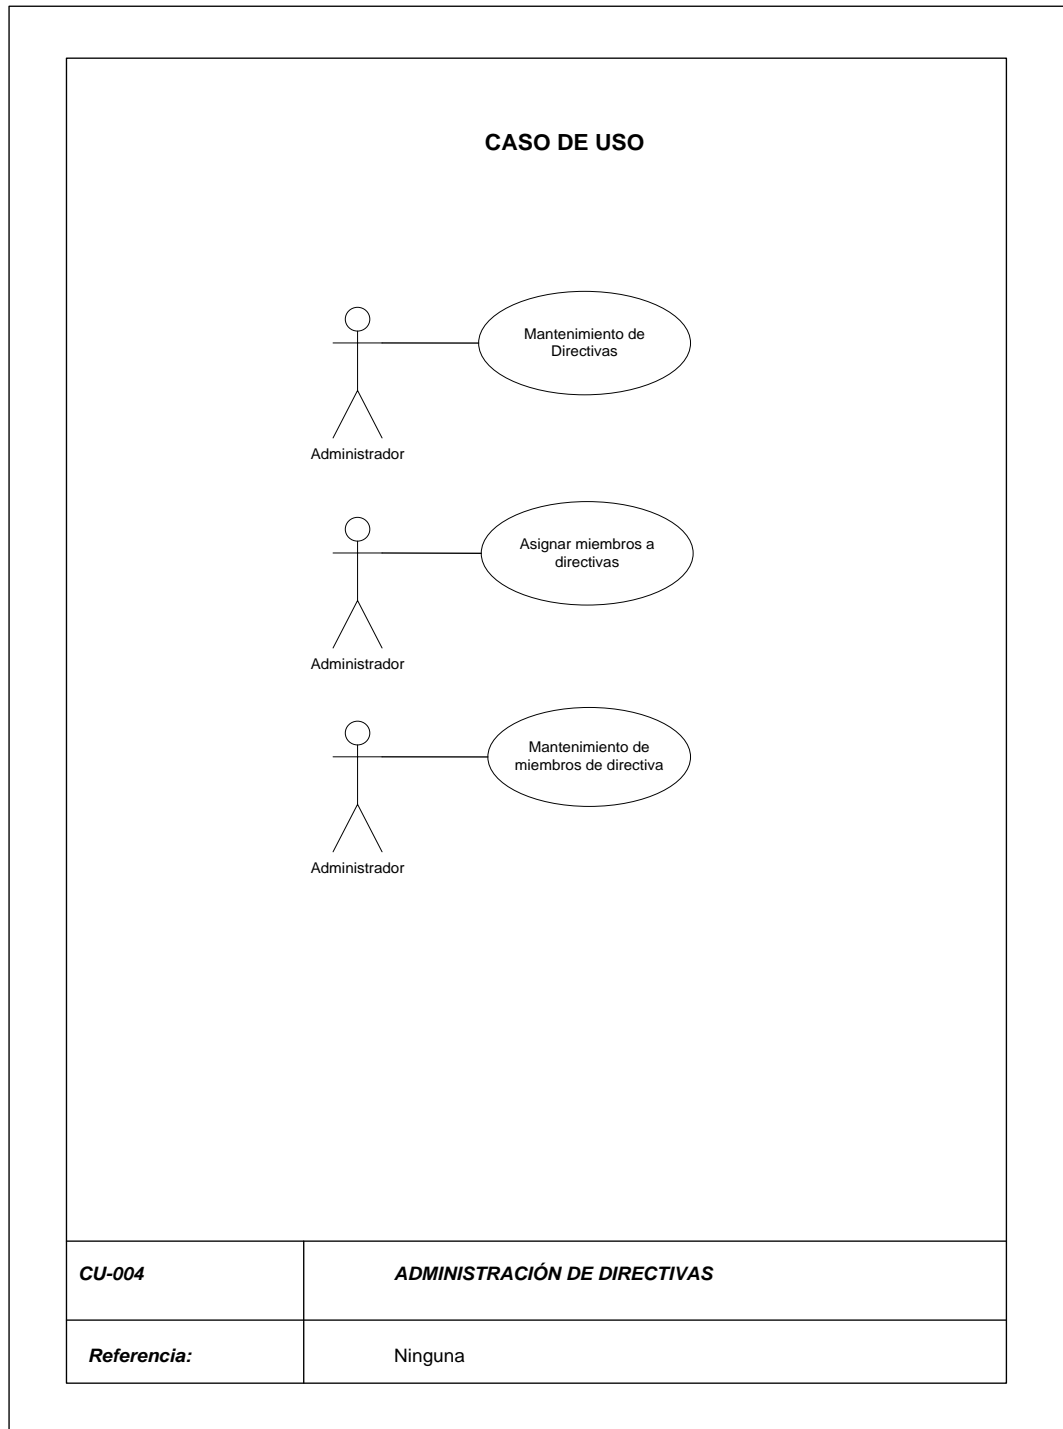 CASO DE USO
Mantenimiento de
Directivas
Administrador
Asignar miembros a
directivas
Administrador
Mantenimiento de
miembros de directiva
Administrador
CU-004
ADMINISTRACIÓN DE DIRECTIVAS
Referencia:
Ninguna